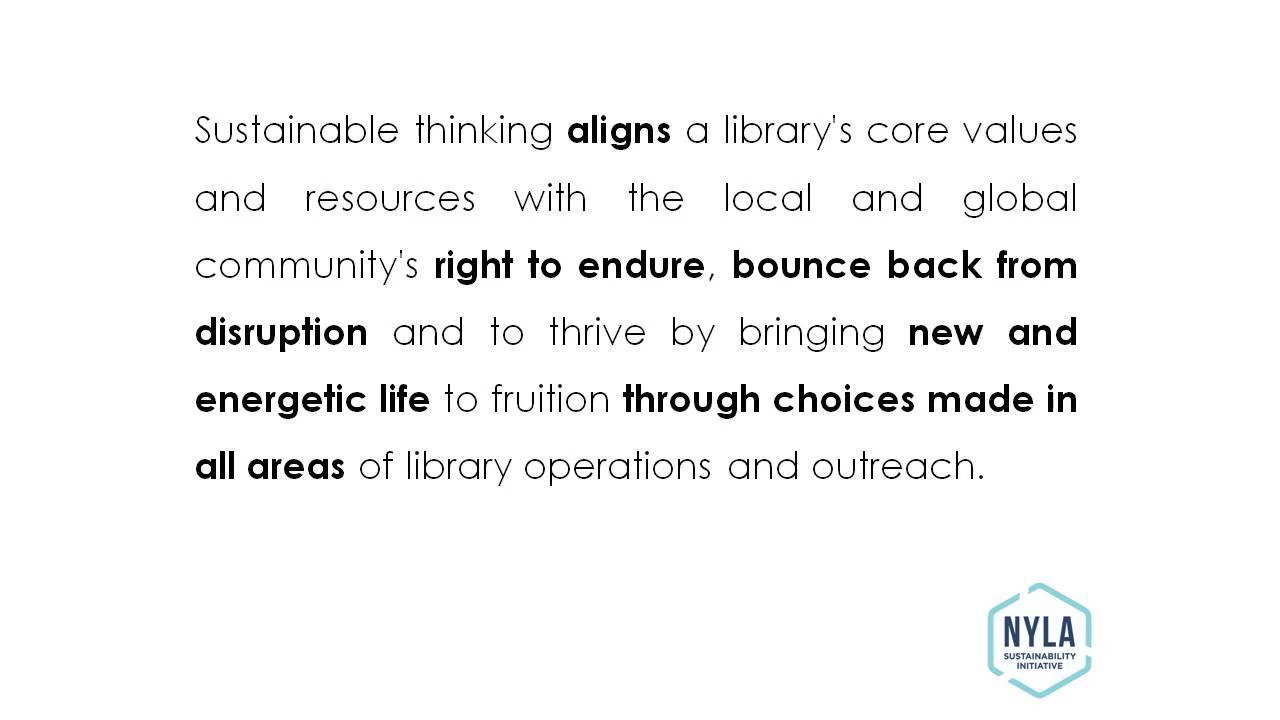 Sustainable thinking aligns a library's core values
and resources with the local and global
community's right to endure, bounce back from
disruption and to thrive by bringing new and
energetic life to fruition through choices made in
all areas of library operations and outreach.
NYLA
SUSTAINABILITY
INITIATIVE